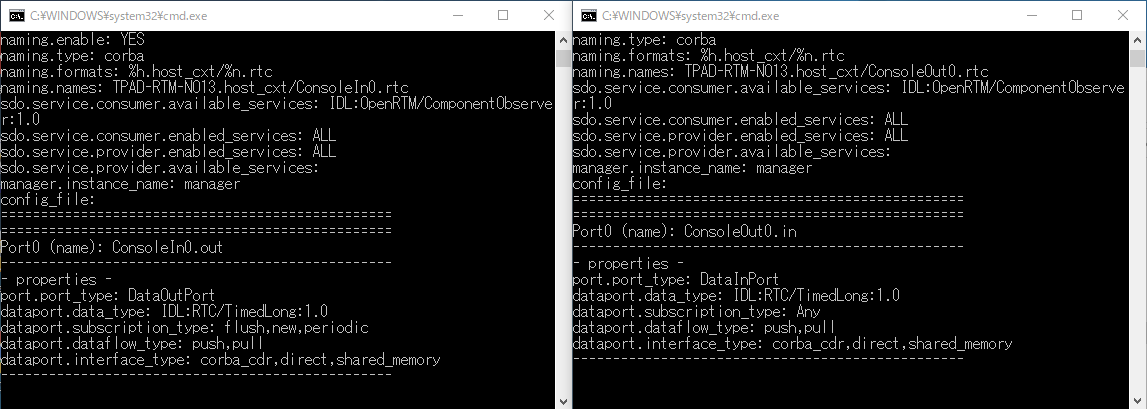 C:¥WINDOWS¥system32¥cmd.exe
naming.enable: YES
naming.type: corba
naming.formats: %h.host_cxt/%n.rtc
naming.names: TPAD-RTM-NO13.host_cxt/ConsoleIn0.rtc
sdo.service.consumer.available_services: IDL:OpenRTM/ComponentObserve
r:1.0
sdo.service.consumer.enabled_services: ALL
sdo.service.provider.enabled_services: ALL
sdo.service.provider.available_services:
manager.instance_name: manager
config_file:
=================================================
=================================================
Port0 (name): ConsoleIn0.out
-------------------------------------------------
- properties -
port.port_type: DataOutPort
dataport.data_type: IDL:RTC/TimedLong:1.0
dataport.subscription_type: flush,new,periodic
dataport.dataflow_type: push,pull
dataport.interface_type: corba_cdr,direct,shared_memory
-------------------------------------------------
C:¥WINDOWS¥system32¥cmd.exe
naming.type: corba
naming.formats: %h.host_cxt/%n.rtc
naming.names: TPAD-RTM-NO13.host_cxt/ConsoleOut0.rtc
sdo.service.consumer.available_services: IDL:OpenRTM/ComponentObserve
r:1.0
sdo.service.consumer.enabled_services: ALL
sdo.service.provider.enabled_services: ALL
sdo.service.provider.available_services:
manager.instance_name: manager
config_file:
=================================================
=================================================
Port0 (name): ConsoleOut0.in
-------------------------------------------------
- properties -
port.port_type: DataInPort
dataport.data_type: IDL:RTC/TimedLong:1.0
dataport.subscription_type: Any
dataport.dataflow_type: push,pull
dataport.interface_type: corba_cdr,direct,shared_memory
-------------------------------------------------